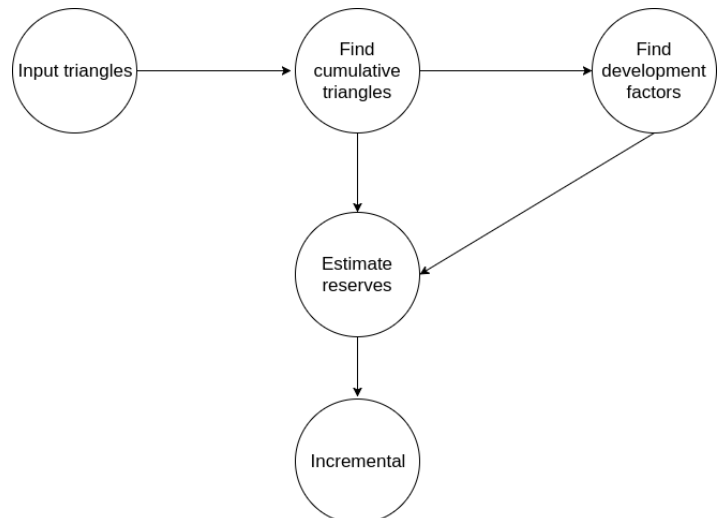 Input triangles
Find
cumulative
triangles
Find
development
factors
Estimate
reserves
Incremental